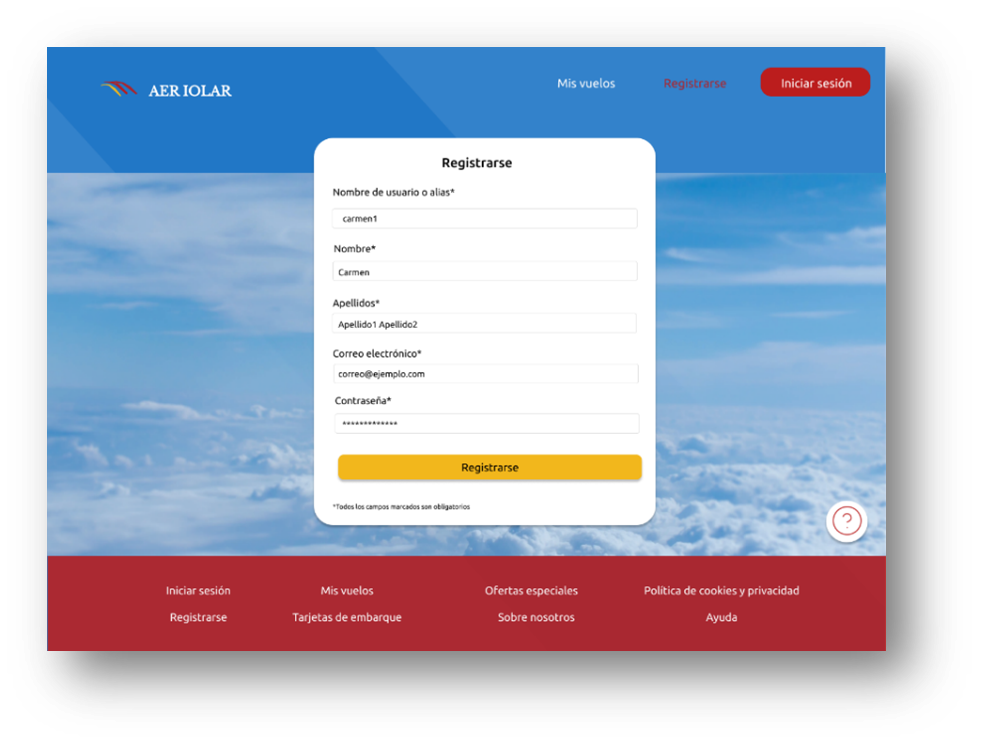 AER IOLAR
Mis vuelos
Registrarse
Iniciar sesión
Registrarse
Nombre de usuario o alias*
carmen1
Nombre*
Carmen
Apellidos*
Apellido1 Apellido2
Correo electrónico*
correo@ejemplo.com
Contraseña*
*************
Registrarse
*Todos los campos marcados son obligatorios
?
Iniciar sesión
Mis vuelos
Ofertas especiales
Política de cookies y privacidad
Registrarse
Tarjetas de embarque
Sobre nosotros
Ayuda